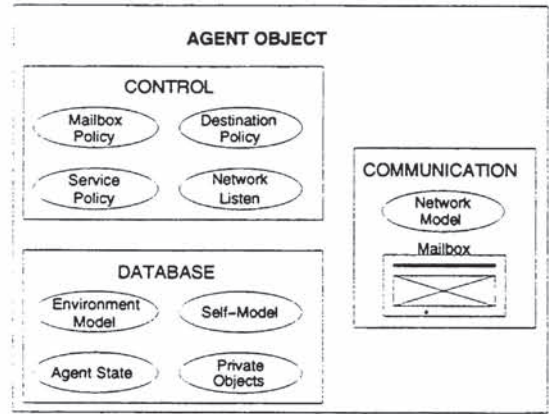 AGENT OBJECT
CONTROL
Mailbox
Policy
Destination
Policy
Service
Policy
Network
Listen
DATABASE
Environment
Model
Self-Model
Agent State
Private
Objects
COMMUNICATION
Network
Model
Mailbox